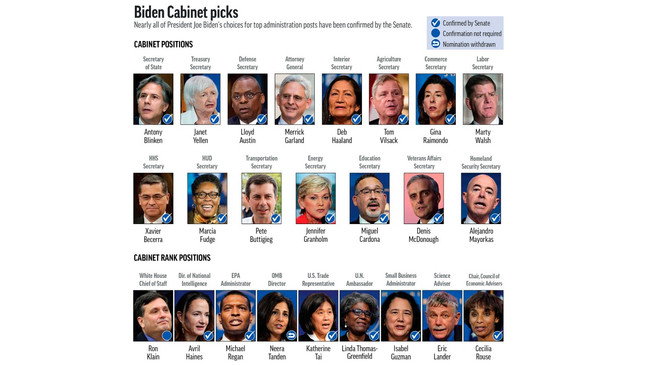 Biden Cabinet picks
Nearly all of President Joe Biden's choices for top administration posts have been confirmed by the Senate.
Confirmed by Senate
Confirmation not required
Nomination withdrawn
CABINET POSITIONS
Secretary of State
Treasury Secretary
Defense Secretary
Attorney General
Interior Secretary
Agriculture Secretary
Commerce Secretary
Labor Secretary
Antony Blinken
Janet Yellen
Lloyd Austin
Merrick Garland
Deb Haaland
Tom Vilsack
Gina Raimondo
Marty Walsh
HHS Secretary
HUD Secretary
Transportation Secretary
Energy Secretary
Education Secretary
Veterans Affairs Secretary
Homeland Security Secretary
Xavier Becerra
Marcia Fudge
Pete Buttigieg
Jennifer Granholm
Miguel Cardona
Denis McDonough
Alejandro Mayorkas
CABINET RANK POSITIONS
White House Chief of Staff
Dir. of National Intelligence
EPA Administrator
OMB Director
U.S. Trade Representative
U.N. Ambassador
Small Business Administrator
Science Adviser
Chair, Council of Economic Advisors
Ron Klain
Avril Haines
Michael Regan
Neera Tanden
Katherine Tai
Linda Thomas-Greenfield
Isabel Guzman
Eric Lander
Cecilia Rouse